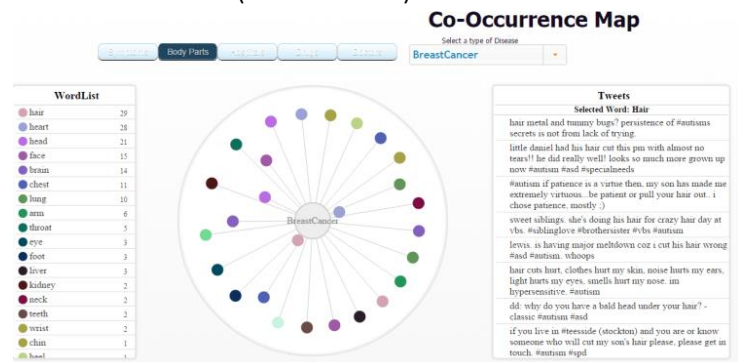 Co-Occurrence Map
Select a type of Disease
Body Parts
BreastCancer
WordList
hair 29
heart 28
head 21
face 15
brain 14
chest 11
lung 10
arm 6
throat 5
eye 3
foot 3
liver 3
kidney 2
neck 2
teeth 2
wrist 2
chin 1
heel 1
BreastCancer
Tweets
Selected Word: Hair
hair metal and tummy bugs? persistence of #autisms
secrets is not from lack of trying.
little daniel had his hair cut this pm with almost no
tears!! he did really well! looks so much more grown up
now #autism #asd #specialneeds
#autism if patience is a virtue then, my son has made me
extremely virtuous...be patient or pull your hair out.. i
chose patience, mostly ;)
sweet siblings. she's doing his for crazy hair day at
vbs. #siblinglove #brothersister #vbs #autism
lewis. is having major meltdown coz i cut his hair wrong
#asd #autism. whoops
hair cuts hurt, clothes hurt my skin, noise hurts my ears,
light hurts my eyes, smells hurt my nose. im
hypersensitive. #autism
dd: why do you have a bald head under your hair? -
classic #autism #asd
if you live in #teesside (stockton) and you are or know
someone who will cut my son's hair please, please get in
touch. #autism #spd